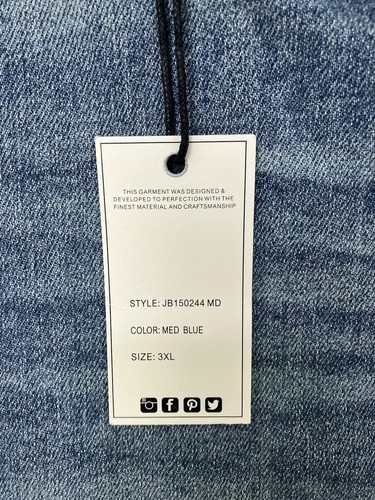 THIS GARMENT WAS DESIGNED &
DEVELOPED TO PERFECTION WITH THE
FINEST MATERIAL AND CRAFTSMANSHIP
STYLE: JB150244 MD
COLOR: MED BLUE
SIZE: 3XL